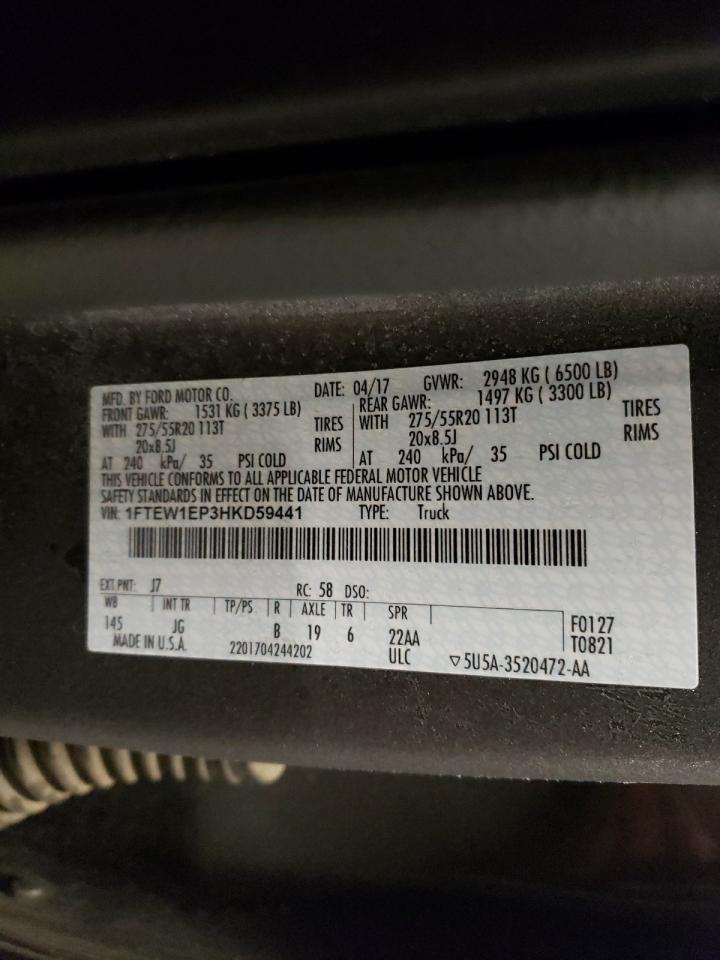 MFD. BY FORD MOTOR CO. DATE: 04/17 GVWR: 2948 KG ( 6500 LB)
FRONT GAWR: 1531 KG ( 3375 LB) REAR GAWR: 1497 KG ( 3300 LB)
WITH 275/55R20 113T TIRES WITH 275/55R20 113T TIRES
20x8.5J RIMS 20x8.5J RIMS
AT 240 kPa/ 35 PSI COLD AT 240 kPa/ 35 PSI COLD
THIS VEHICLE CONFORMS TO ALL APPLICABLE FEDERAL MOTOR VEHICLE
SAFETY STANDARDS IN EFFECT ON THE DATE OF MANUFACTURE SHOWN ABOVE.
VIN: 1FTEW1EP3HKD59441 TYPE: Truck
EXT PNT: J7 RC: 58 DSO:
WB INT TR TP/PS R AXLE TR SPR F0127
145 JG B 19 6 22AA T0821
MADE IN U.S.A. 2201704244202 ULC ▽5U5A-3520472-AA